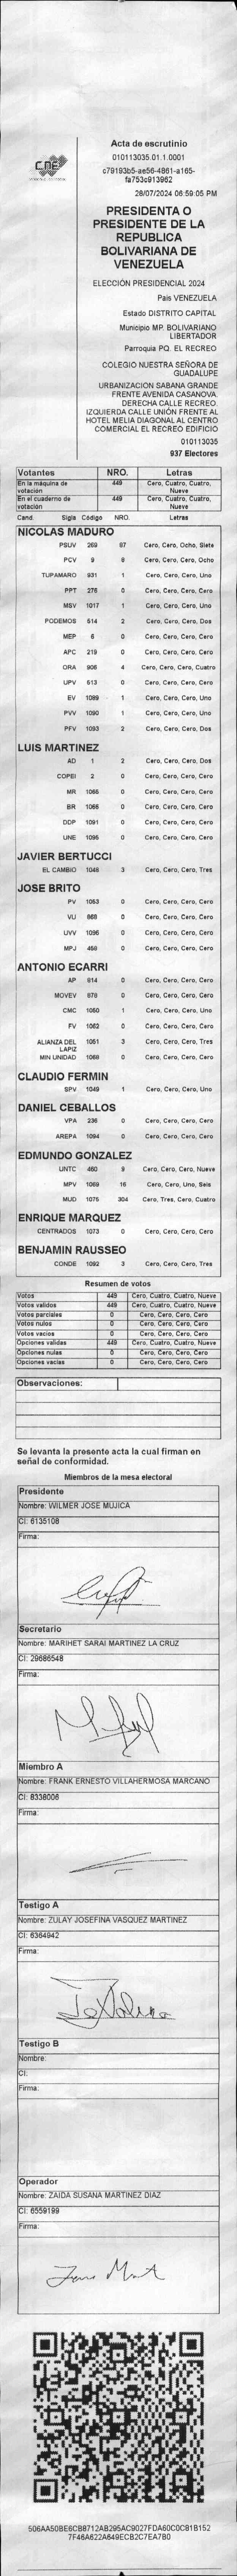 CNE
Acta de escrutinio
010113035.01.1.0001
c79193b5-ae56-4861-a165-
fa753c913962
28/07/2024 06:59:05 PM
PRESIDENTA O
PRESIDENTE DE LA
REPUBLICA
BOLIVARIANA DE
VENEZUELA
ELECCIÓN PRESIDENCIAL 2024
Pais VENEZUELA
Estado DISTRITO CAPITAL
Municipio MP. BOLIVARIANO
LIBERTADOR
Parroquia PQ. EL RECREO
COLEGIO NUESTRA SEÑORA DE
GUADALUPE
URBANIZACION SABANA GRANDE
FRENTE AVENIDA CASANOVA.
DERECHA CALLE RECREO.
IZQUIERDA CALLE UNIÓN FRENTE AL
HOTEL MELIA DIAGONAL AL CENTRO
COMERCIAL EL RECREO EDIFICIO
010113035
937 Electores
Votantes NRO. Letras
En la máquina de votación 449 Cero, Cuatro, Cuatro, Nueve
En el cuaderno de votación 449 Cero, Cuatro, Cuatro, Nueve
Cand. Sigla Código NRO. Letras
NICOLAS MADURO
PSUV 269 87 Cero, Cero, Ocho, Siete
PCV 9 8 Cero, Cero, Cero, Ocho
TUPAMARO 931 1 Cero, Cero, Cero, Uno
PPT 276 0 Cero, Cero, Cero, Cero
MSV 1017 1 Cero, Cero, Cero, Uno
PODEMOS 514 2 Cero, Cero, Cero, Dos
MEP 6 0 Cero, Cero, Cero, Cero
APC 219 0 Cero, Cero, Cero, Cero
ORA 906 4 Cero, Cero, Cero, Cuatro
UPV 513 0 Cero, Cero, Cero, Cero
EV 1089 1 Cero, Cero, Cero, Uno
PVV 1090 1 Cero, Cero, Cero, Uno
PFV 1093 2 Cero, Cero, Cero, Dos
LUIS MARTINEZ
AD 1 2 Cero, Cero, Cero, Dos
COPEI 2 0 Cero, Cero, Cero, Cero
MR 1066 0 Cero, Cero, Cero, Cero
BR 1065 0 Cero, Cero, Cero, Cero
DDP 1091 0 Cero, Cero, Cero, Cero
UNE 1095 0 Cero, Cero, Cero, Cero
JAVIER BERTUCCI
EL CAMBIO 1048 3 Cero, Cero, Cero, Tres
JOSE BRITO
PV 1053 0 Cero, Cero, Cero, Cero
VU 868 0 Cero, Cero, Cero, Cero
UVV 1096 0 Cero, Cero, Cero, Cero
MPJ 459 0 Cero, Cero, Cero, Cero
ANTONIO ECARRI
AP 814 0 Cero, Cero, Cero, Cero
MOVEV 878 0 Cero, Cero, Cero, Cero
CMC 1050 1 Cero, Cero, Cero, Uno
FV 1052 0 Cero, Cero, Cero, Cero
ALIANZA DEL LAPIZ 1051 3 Cero, Cero, Cero, Tres
MIN UNIDAD 1068 0 Cero, Cero, Cero, Cero
CLAUDIO FERMIN
SPV 1049 1 Cero, Cero, Cero, Uno
DANIEL CEBALLOS
VPA 236 0 Cero, Cero, Cero, Cero
AREPA 1094 0 Cero, Cero, Cero, Cero
EDMUNDO GONZALEZ
UNTC 460 9 Cero, Cero, Cero, Nueve
MPV 1069 16 Cero, Cero, Uno, Seis
MUD 1075 304 Cero, Tres, Cero, Cuatro
ENRIQUE MARQUEZ
CENTRADOS 1073 0 Cero, Cero, Cero, Cero
BENJAMIN RAUSSEO
CONDE 1092 3 Cero, Cero, Cero, Tres
Resumen de votos
Votos 449 Cero, Cuatro, Cuatro, Nueve
Votos validos 449 Cero, Cuatro, Cuatro, Nueve
Votos parciales 0 Cero, Cero, Cero, Cero
Votos nulos 0 Cero, Cero, Cero, Cero
Votos vacios 0 Cero, Cero, Cero, Cero
Opciones validas 449 Cero, Cuatro, Cuatro, Nueve
Opciones nulas 0 Cero, Cero, Cero, Cero
Opciones vacias 0 Cero, Cero, Cero, Cero
Observaciones:
Se levanta la presente acta la cual firman en
señal de conformidad.
Miembros de la mesa electoral
Presidente
Nombre: WILMER JOSE MUJICA
CI: 6135108
Firma:
Secretario
Nombre: MARIHET SARAI MARTINEZ LA CRUZ
CI: 29686548
Firma:
Miembro A
Nombre: FRANK ERNESTO VILLAHERMOSA MARCANO
CI: 8338006
Firma:
Testigo A
Nombre: ZULAY JOSEFINA VASQUEZ MARTINEZ
CI: 6364942
Firma:
Testigo B
Nombre:
CI:
Firma:
Operador
Nombre: ZAIDA SUSANA MARTINEZ DIAZ
CI: 6559199
Firma:
506AA50BE6CB8712AB295AC9027FDA60C0C81B152
7F46A622A649ECB2C7EA7B0